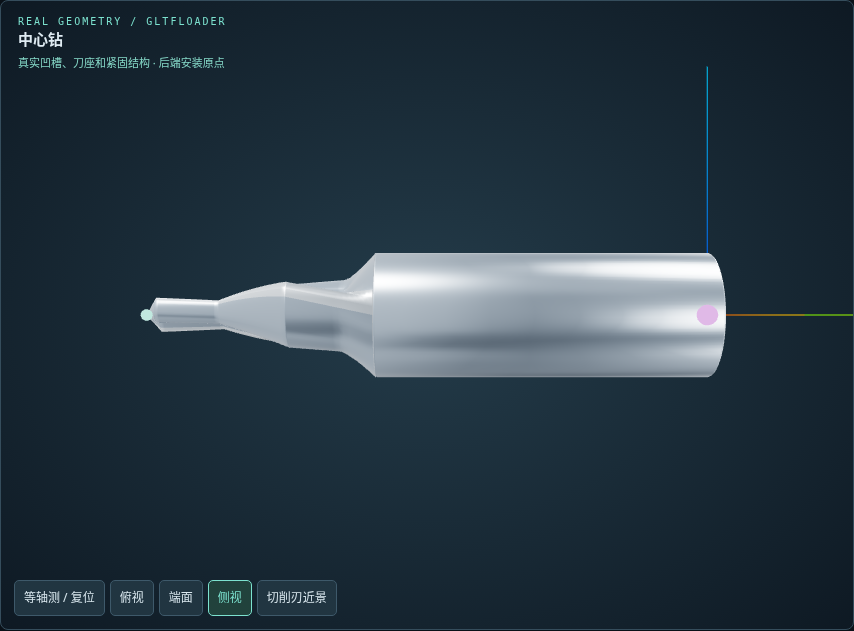 REAL GEOMETRY / GLTFLOADER
中心钻
真实凹槽、刀座和紧固结构 · 后端安装原点
等轴测 / 复位
俯视
端面
侧视
切削刃近景